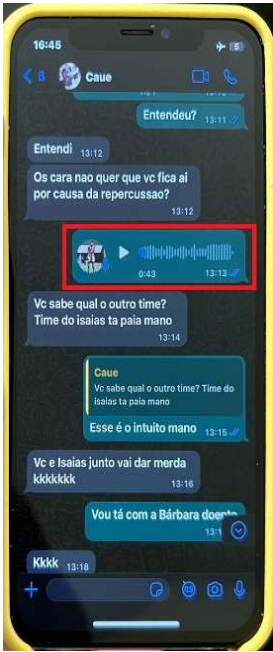 16:45
5
6
Caue
Entendeu? 13:11
Entendi 13:12
Os cara nao quer que vc fica ai
por causa da repercussao?
13:12
0:43
13:13
Vc sabe qual o outro time?
Time do isaias ta paia mano
13:14
Caue
Vc sabe qual o outro time? Time do
isaias ta paia mano
Esse é o intuito mano 13:15
Vc e Isaias junto vai dar merda
kkkkkkk
13:16
Vou tá com a Bárbara doente
Kkkk 13:18